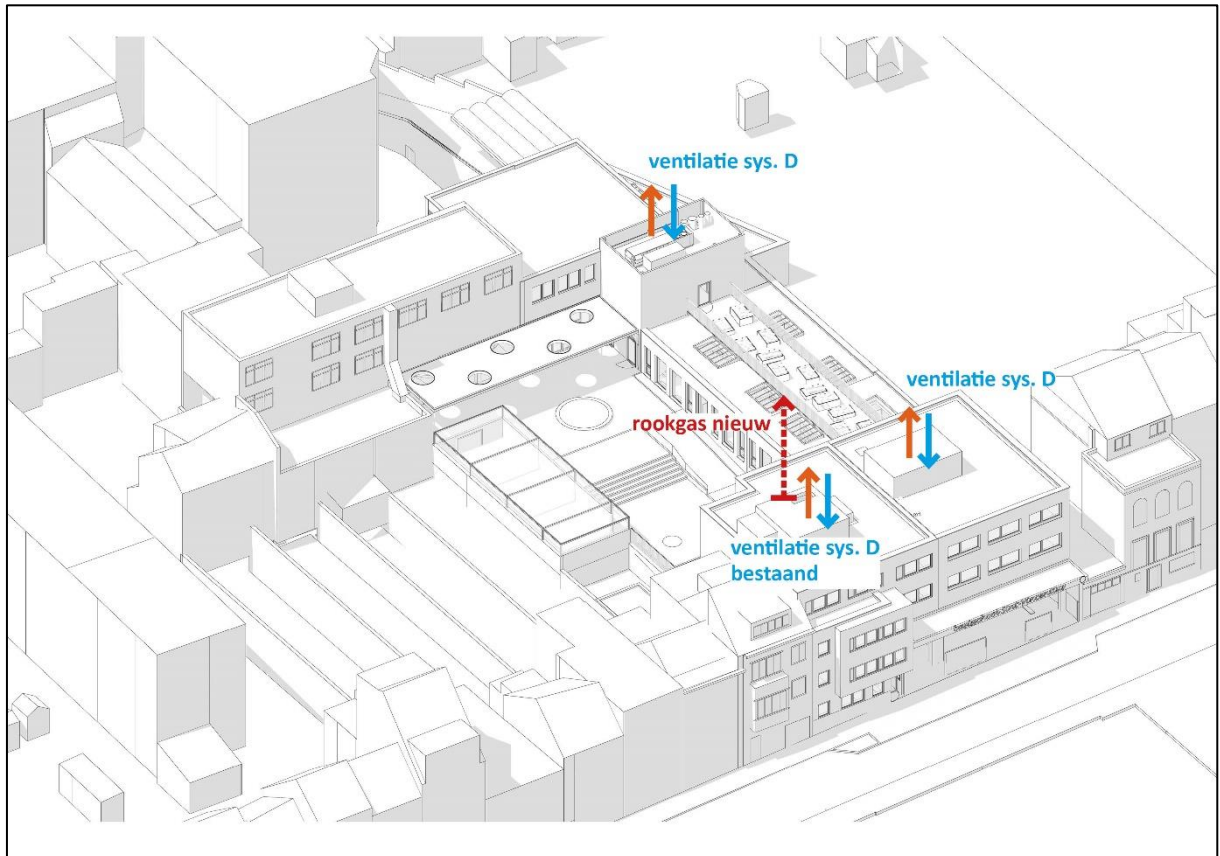 ventilatie sys. D
ventilatie sys. D
rookgas nieuw
ventilatie sys. D
bestaand